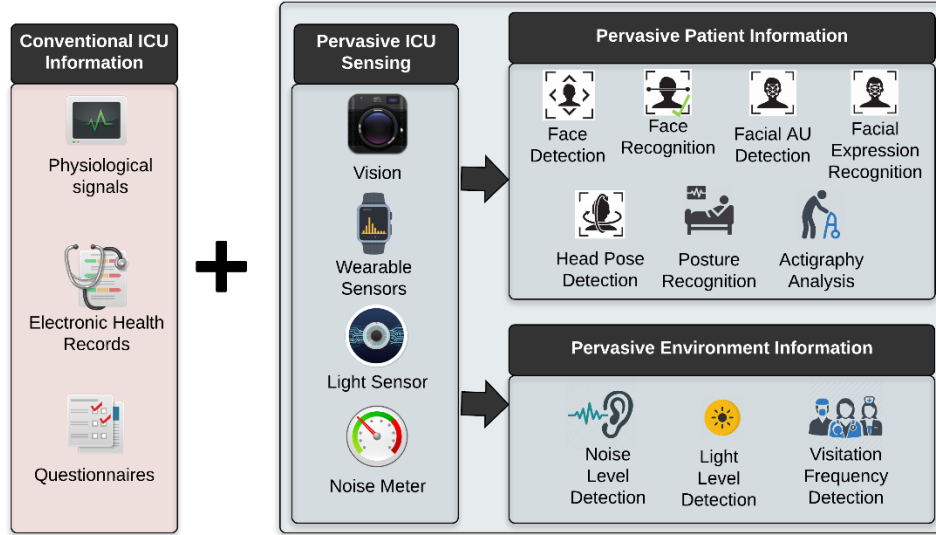 Conventional ICU
Information
Physiological
signals
Electronic Health
Records
Questionnaires
Pervasive ICU
Sensing
Vision
Wearable
Sensors
Light Sensor
Noise Meter
Pervasive Patient Information
Face
Detection
Face
Recognition
Facial AU
Detection
Facial
Expression
Recognition
Head Pose
Detection
Posture
Recognition
Actigraphy
Analysis
Pervasive Environment Information
Noise
Level
Detection
Light
Level
Detection
Visitation
Frequency
Detection